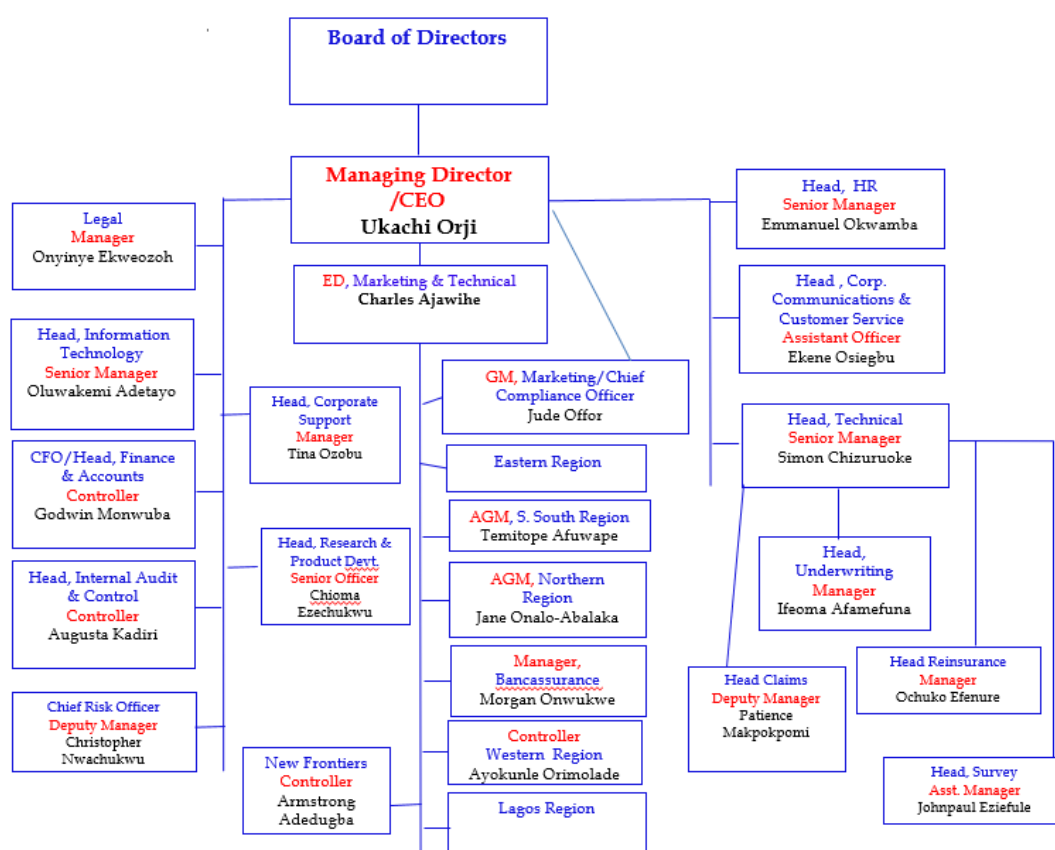 Board of Directors
Managing Director
/CEO
Ukachi Orji
Legal
Manager
Onyinye Ekweozoh
Head, HR
Senior Manager
Emmanuel Okwamba
ED, Marketing & Technical
Charles Ajawihe
Head , Corp.
Communications &
Customer Service
Assistant Officer
Ekene Osiegbu
Head, Information
Technology
Senior Manager
Oluwakemi Adetayo
GM, Marketing/Chief
Compliance Officer
Jude Offor
Head, Corporate
Support
Manager
Tina Ozobu
Head, Technical
Senior Manager
Simon Chizuruoke
CFO/Head, Finance
& Accounts
Controller
Godwin Monwuba
Eastern Region
AGM, S. South Region
Temitope Afuwape
Head, Research &
Product Devt.
Senior Officer
Chioma
Ezechukwu
Head,
Underwriting
Manager
Ifeoma Afamefuna
Head, Internal Audit
& Control
Controller
Augusta Kadiri
AGM, Northern
Region
Jane Onalo-Abalaka
Manager,
Bancassurance
Morgan Onwukwe
Head Claims
Deputy Manager
Patience
Makpokpomi
Head Reinsurance
Manager
Ochuko Efenure
Chief Risk Officer
Deputy Manager
Christopher
Nwachukwu
Controller
Western Region
Ayokunle Orimolade
New Frontiers
Controller
Armstrong
Adedugba
Head, Survey
Asst. Manager
Johnpaul Eziefule
Lagos Region